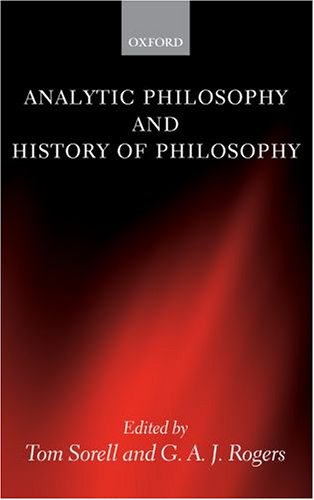 OXFORD
ANALYTIC PHILOSOPHY
AND
HISTORY OF PHILOSOPHY
Edited by
Tom Sorell and G. A. J. Rogers